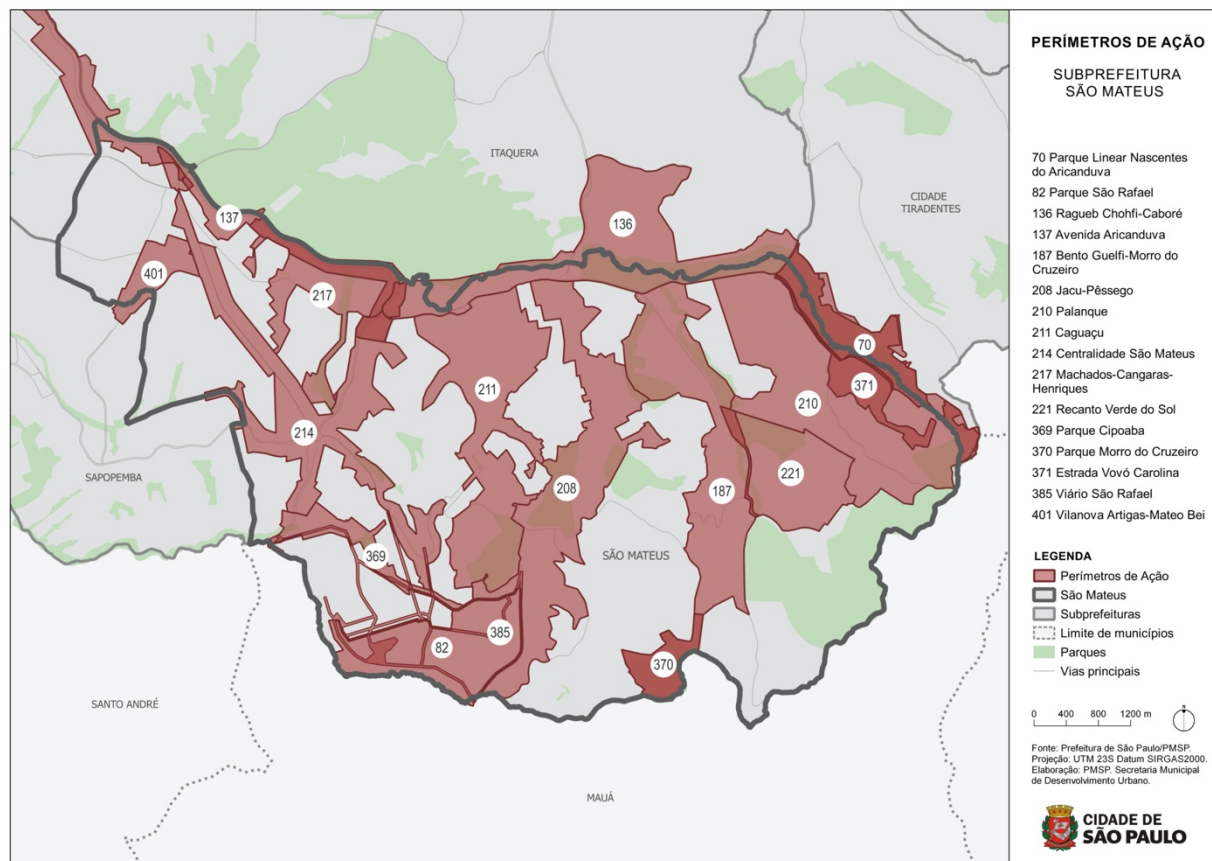 PERÍMETROS DE AÇÃO
SUBPREFEITURA
SÃO MATEUS
70 Parque Linear Nascentes
do Aricanduva
82 Parque São Rafael
136 Ragueb Chohfi-Caboré
137 Avenida Aricanduva
187 Bento Guelfi-Morro do
Cruzeiro
208 Jacu-Pêssego
210 Palanque
211 Caguaçu
214 Centralidade São Mateus
217 Machados-Cangaras-
Henriques
221 Recanto Verde do Sol
369 Parque Cipoaba
370 Parque Morro do Cruzeiro
371 Estrada Vovó Carolina
385 Viário São Rafael
401 Vilanova Artigas-Mateo Bei
LEGENDA
Perímetros de Ação
São Mateus
Subprefeituras
Limite de municípios
Parques
Vias principais
0 400 800 1200 m
Fonte: Prefeitura de São Paulo/PMSP.
Projeção: UTM 23S Datum SIRGAS2000.
Elaboração: PMSP. Secretaria Municipal
de Desenvolvimento Urbano.
CIDADE DE
SÃO PAULO
ITAQUERA
CIDADE
TIRADENTES
137
136
401
217
70
371
211
210
214
SAPOPEMBA
221
208
187
369
SÃO MATEUS
385
82
370
SANTO ANDRÉ
MAUÁ